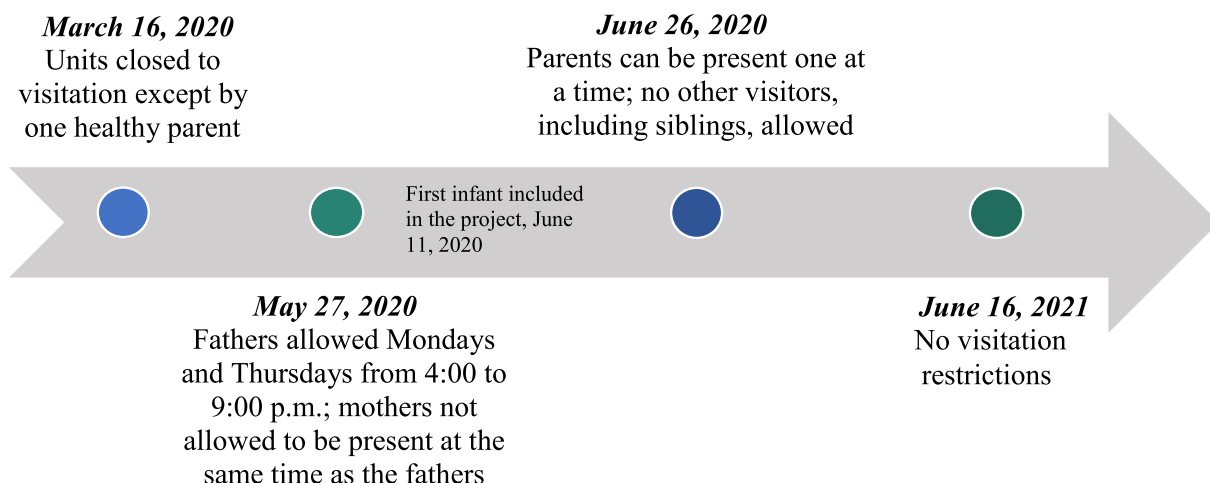 March 16, 2020
Units closed to
visitation except by
one healthy parent
June 26, 2020
Parents can be present one at
a time; no other visitors,
including siblings, allowed
First infant included
in the project, June
11, 2020
May 27, 2020
Fathers allowed Mondays
and Thursdays from 4:00 to
9:00 p.m.; mothers not
allowed to be present at the
same time as the fathers
June 16, 2021
No visitation
restrictions